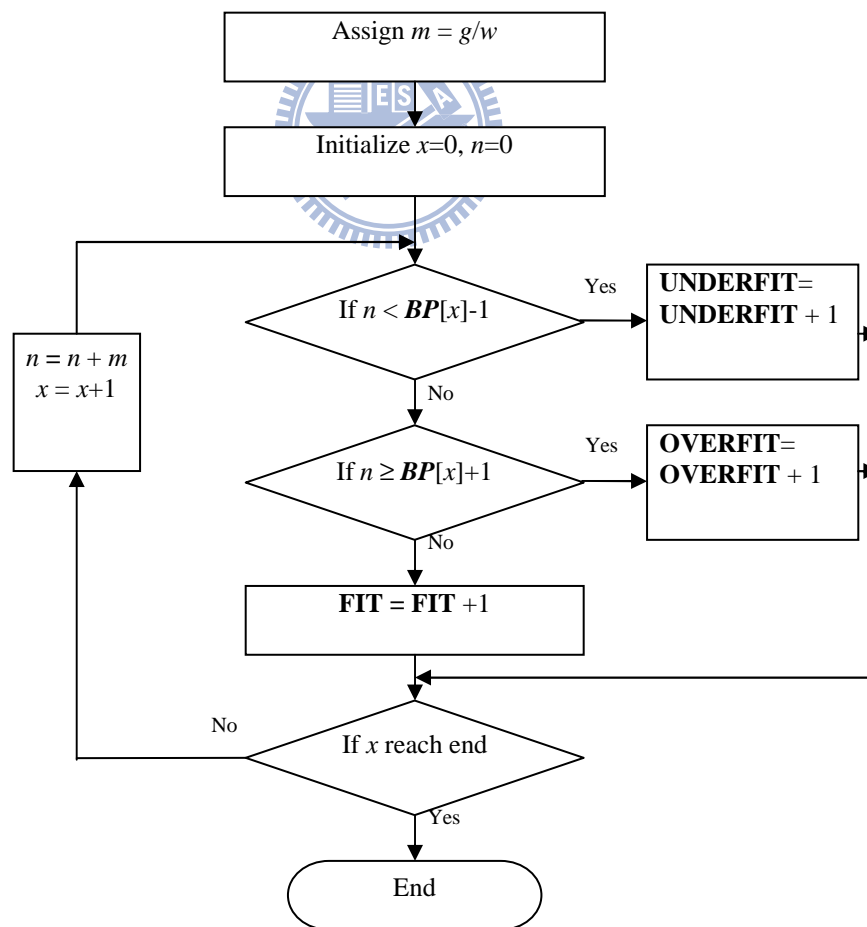 Assign m = g/w
E S A
Initialize x=0, n=0
If n < BP[x]-1
Yes
UNDERFIT=
UNDERFIT + 1
n = n + m
x = x+1
No
If n ≥ BP[x]+1
Yes
OVERFIT=
OVERFIT + 1
No
FIT = FIT +1
No
If x reach end
Yes
End